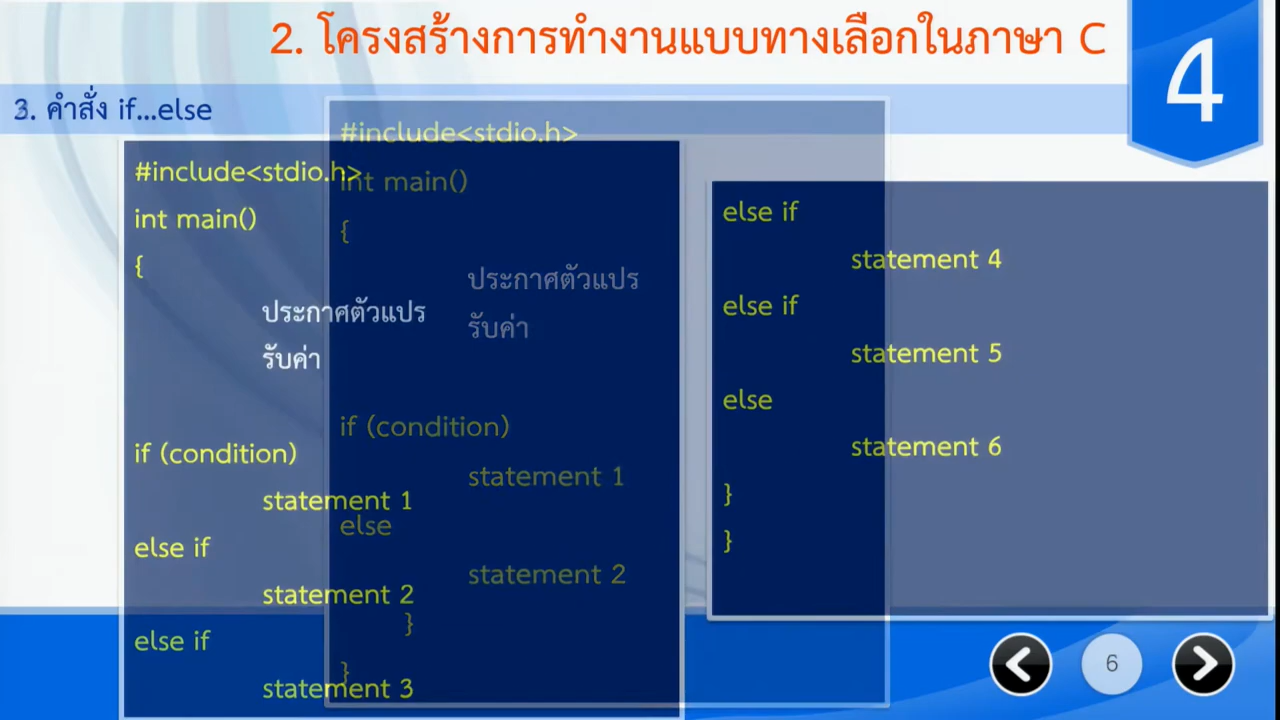 2. โครงสร้างการทำงานแบบทางเลือกในภาษา C
4
3. คำสั่ง if...else
#include<stdio.h>
int main()
{
ประกาศตัวแปร
รับค่า
if (condition)
statement 1
else if
statement 2
else if
statement 3
#include<stdio.h>
int main()
{
ประกาศตัวแปร
รับค่า
if (condition)
statement 1
else
statement 2
}
}
else if
statement 4
else if
statement 5
else
statement 6
}
}
6